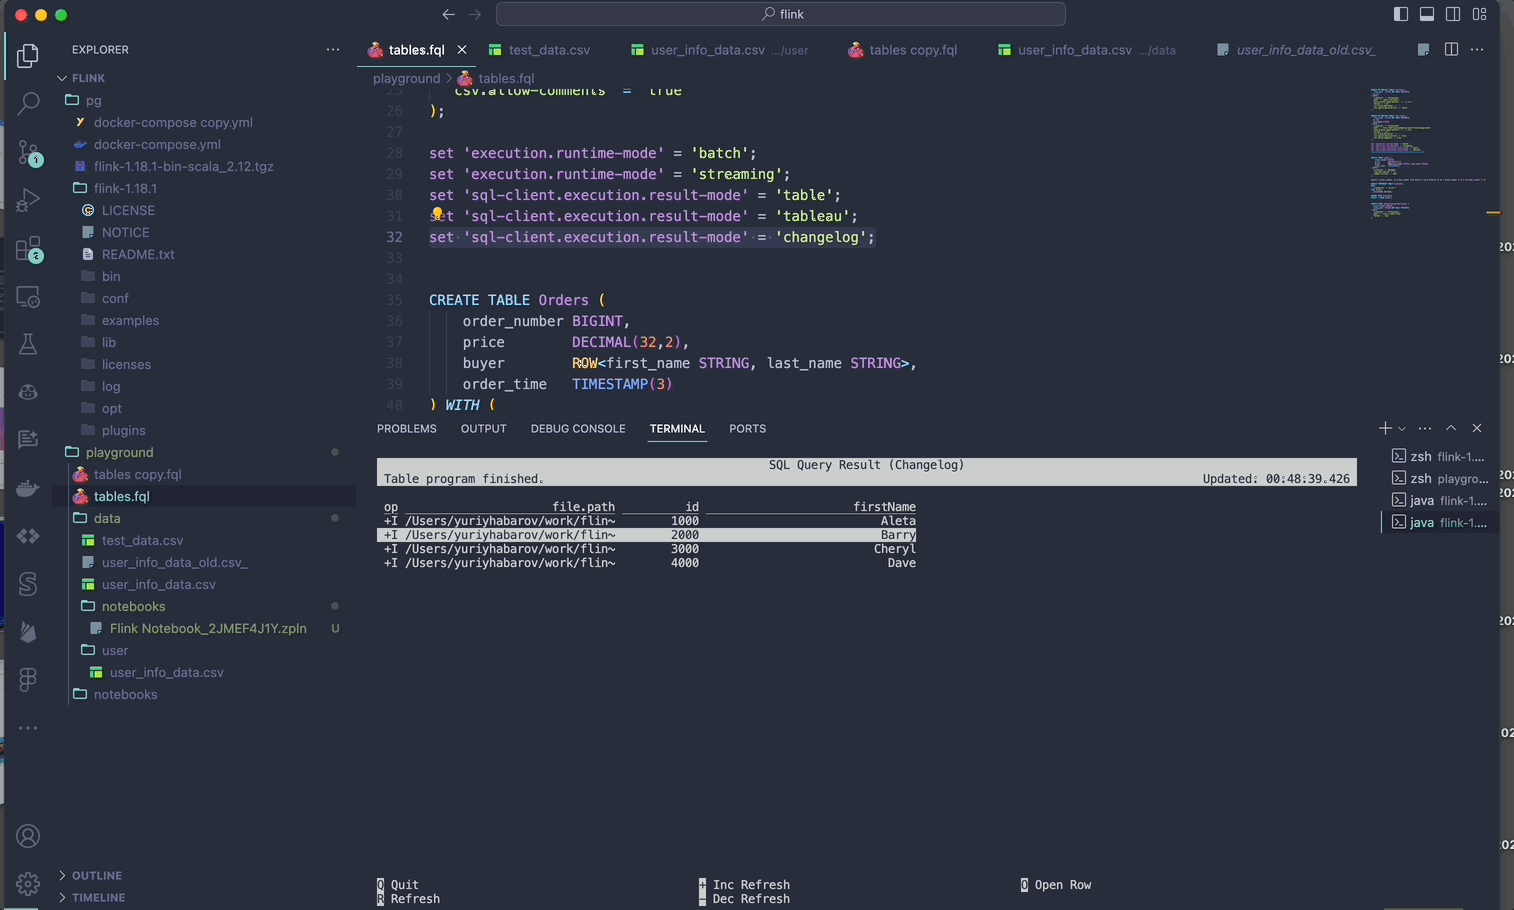 flink
EXPLORER
tables.fql
test_data.csv
user_info_data.csv .../user
tables copy.fql
user_info_data.csv .../data
user_info_data_old.csv_
playground > tables.fql
FLINK
pg
docker-compose copy.yml
docker-compose.yml
flink-1.18.1-bin-scala_2.12.tgz
flink-1.18.1
LICENSE
NOTICE
README.txt
bin
conf
examples
lib
licenses
log
opt
plugins
playground
tables copy.fql
tables.fql
data
test_data.csv
user_info_data_old.csv_
user_info_data.csv
notebooks
Flink Notebook_2JMEF4J1Y.zpln U
user
user_info_data.csv
notebooks
OUTLINE
TIMELINE
1
2
25 csv.allow-comments = true
26 );
27
28 set 'execution.runtime-mode' = 'batch';
29 set 'execution.runtime-mode' = 'streaming';
30 set 'sql-client.execution.result-mode' = 'table';
31 set 'sql-client.execution.result-mode' = 'tableau';
32 set 'sql-client.execution.result-mode' = 'changelog';
33
34
35 CREATE TABLE Orders (
36 order_number BIGINT,
37 price DECIMAL(32,2),
38 buyer ROW<first_name STRING, last_name STRING>,
39 order_time TIMESTAMP(3)
40 ) WITH (
PROBLEMS OUTPUT DEBUG CONSOLE TERMINAL PORTS
SQL Query Result (Changelog)
Table program finished. Updated: 00:48:39.426
op file.path id firstName
+I /Users/yuriyhabarov/work/flin~ 1000 Aleta
+I /Users/yuriyhabarov/work/flin~ 2000 Barry
+I /Users/yuriyhabarov/work/flin~ 3000 Cheryl
+I /Users/yuriyhabarov/work/flin~ 4000 Dave
zsh flink-1....
zsh playgro...
java flink-1....
java flink-1....
Q Quit + Inc Refresh O Open Row
R Refresh - Dec Refresh